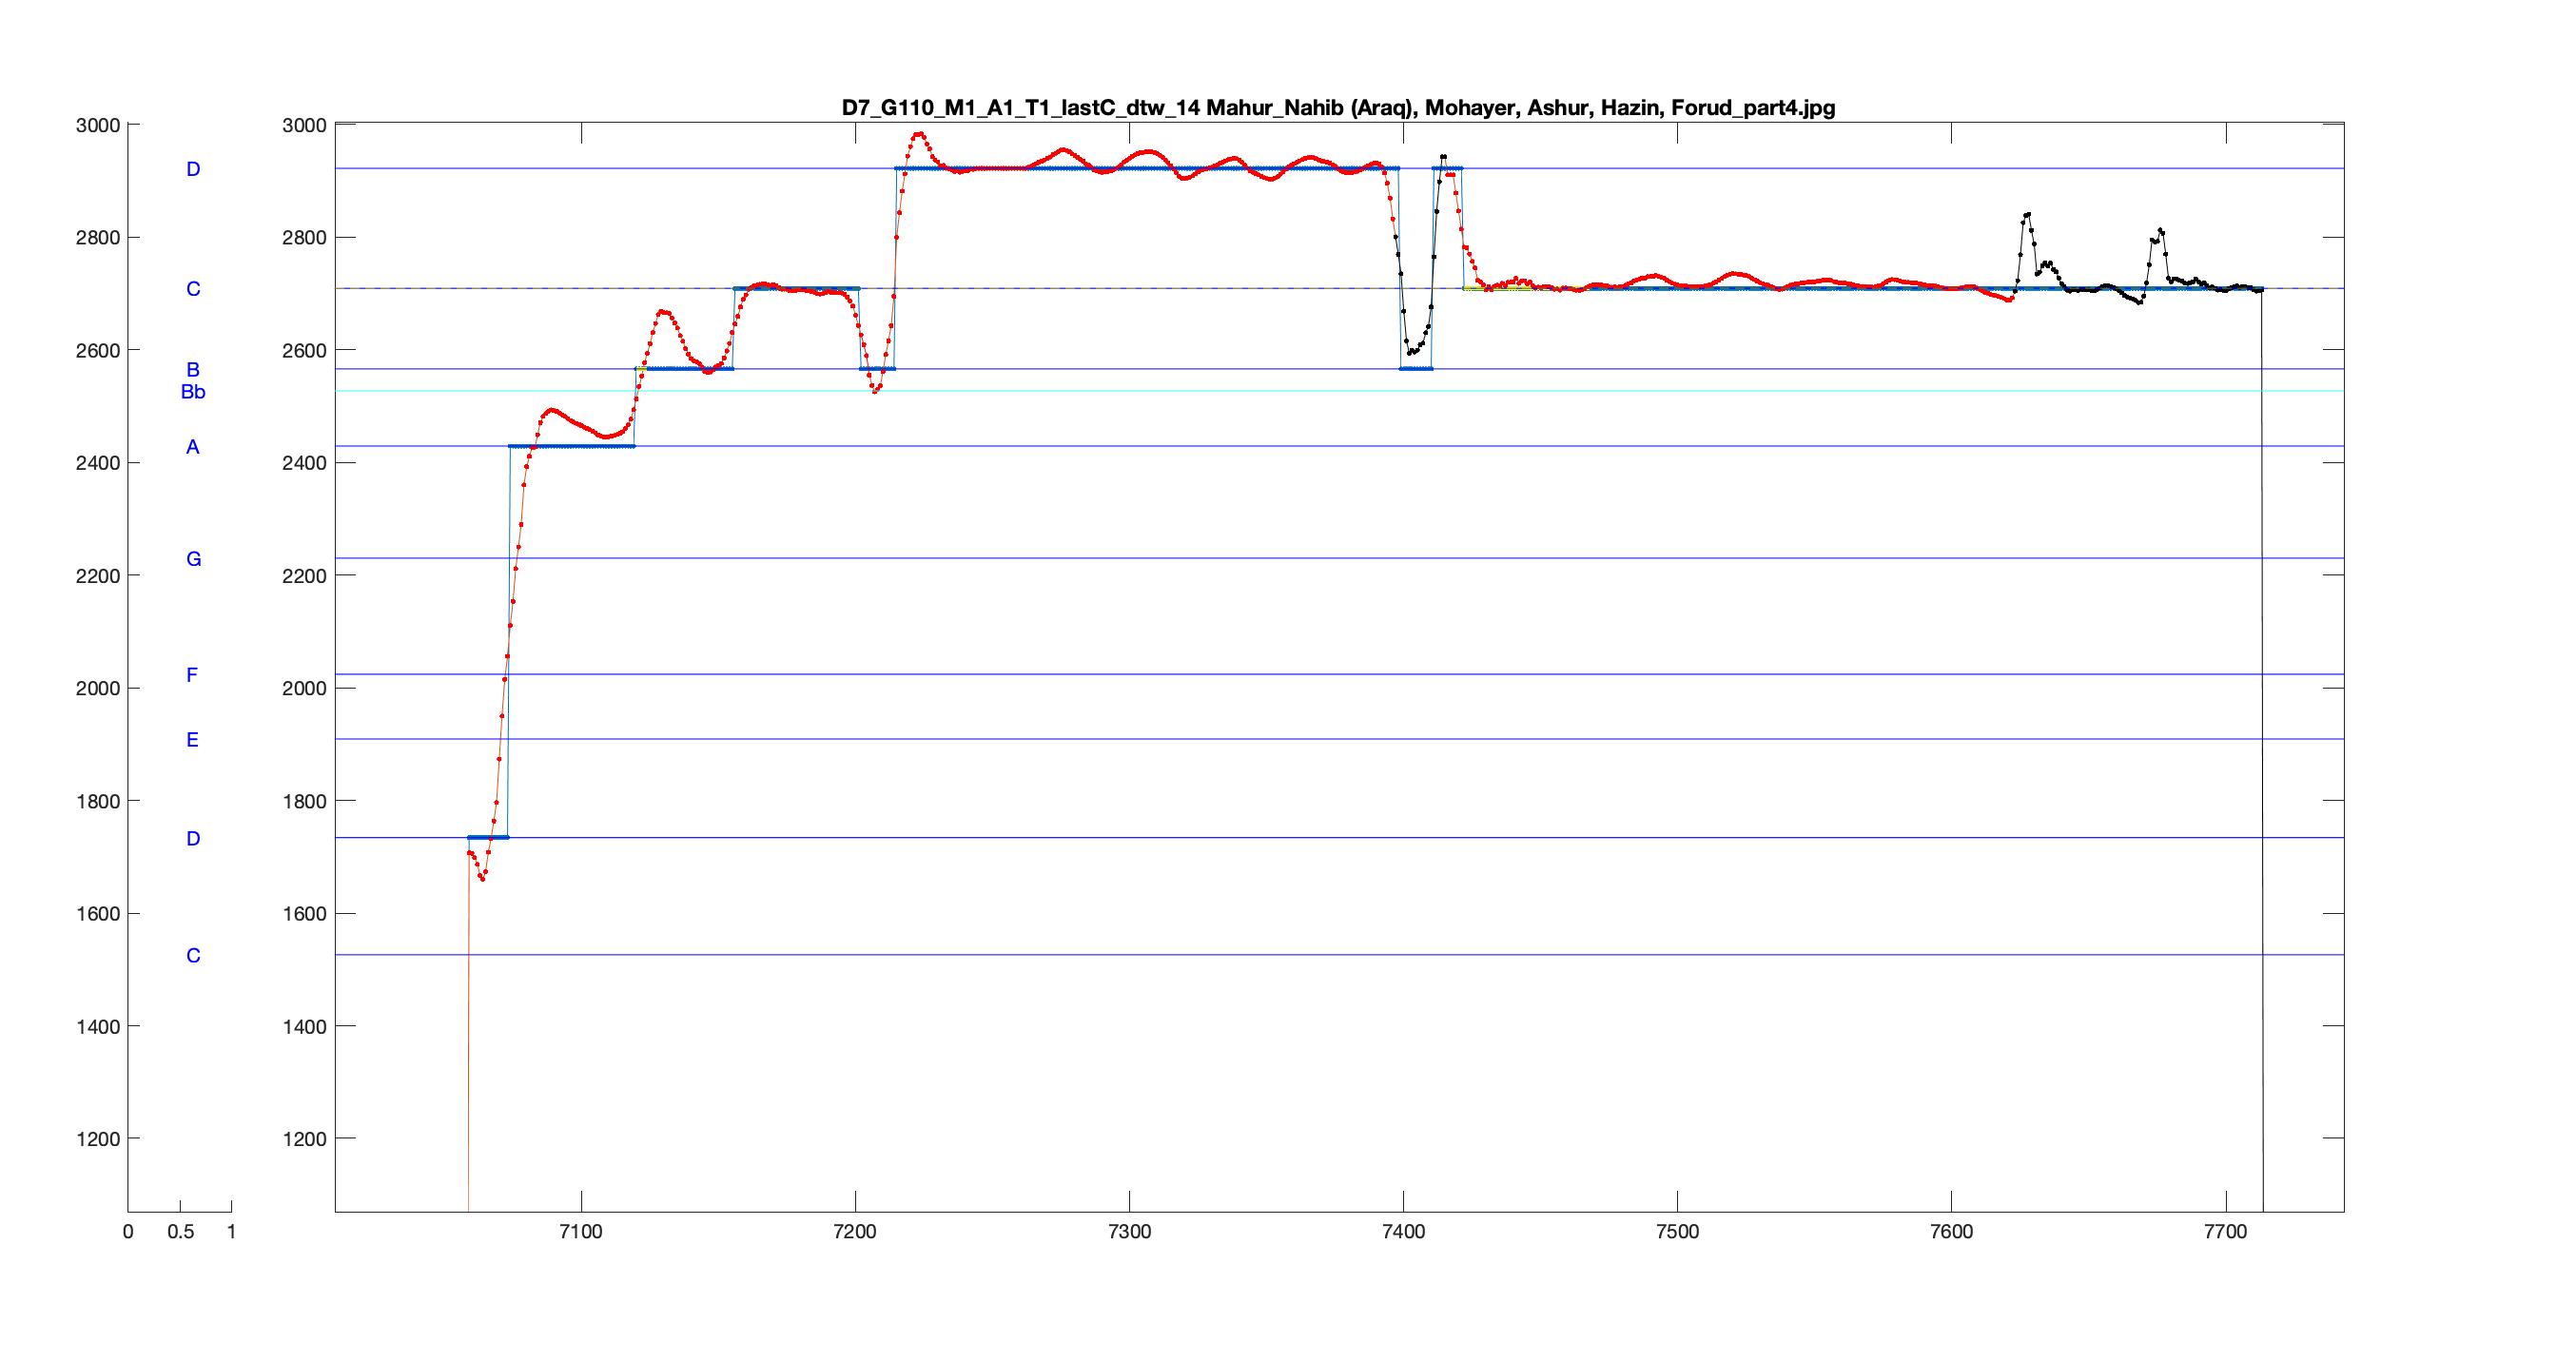 D7_G110_M1_A1_T1_lastC_dtw_14 Mahur_Nahib (Araq), Mohayer, Ashur, Hazin, Forud_part4.jpg
3000 3000
D
2800 2800
C
2600 2600
B
Bb
A
2400 2400
G
2200 2200
F
2000 2000
E
1800 1800
D
1600 1600
C
1400 1400
1200 1200
0 0.5 1 7100 7200 7300 7400 7500 7600 7700